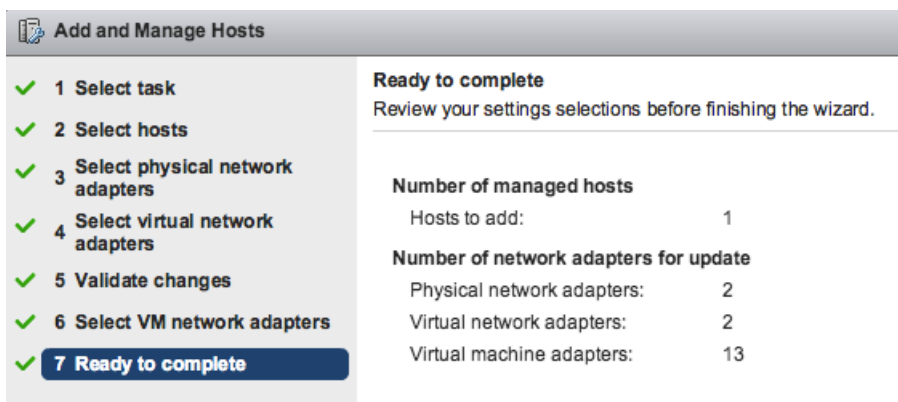 Add and Manage Hosts
1 Select task
2 Select hosts
3 Select physical network
adapters
4 Select virtual network
adapters
5 Validate changes
6 Select VM network adapters
7 Ready to complete
Ready to complete
Review your settings selections before finishing the wizard.
Number of managed hosts
Hosts to add: 1
Number of network adapters for update
Physical network adapters: 2
Virtual network adapters: 2
Virtual machine adapters: 13